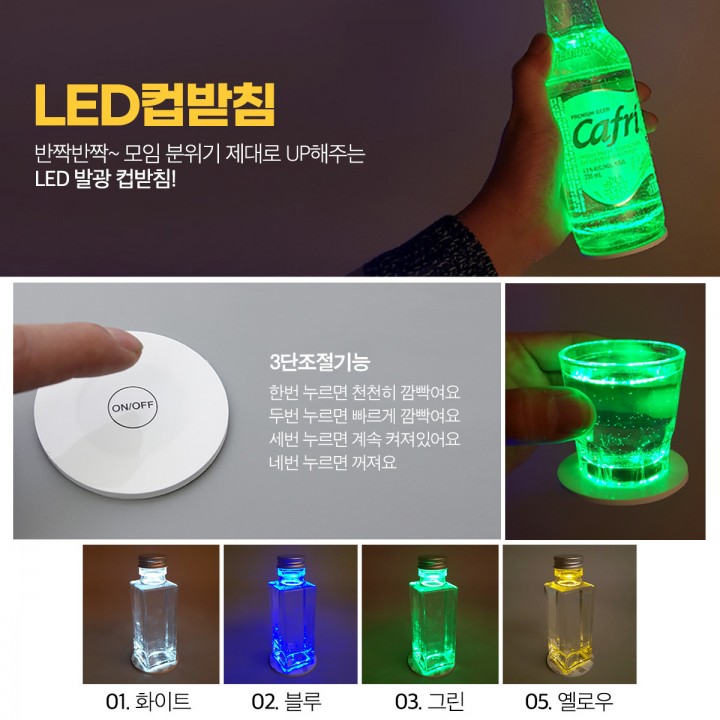 LED컵받침
반짝반짝~ 모임 분위기 제대로 UP해주는
LED 발광 컵받침!
PREMIUM BEER
Cafri
330 mL
ON/OFF
3단조절기능
한번 누르면 천천히 깜빡여요
두번 누르면 빠르게 깜빡여요
세번 누르면 계속 켜져있어요
네번 누르면 꺼져요
01. 화이트
02. 블루
03. 그린
05. 옐로우